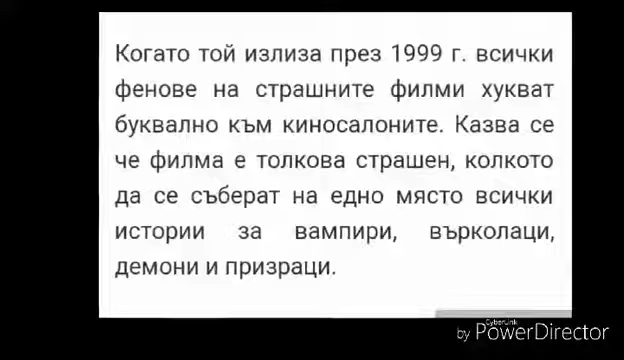 Когато той излиза през 1999 г. всички
фенове на страшните филми хукват
буквално към киносалоните. Казва се
че филма е толкова страшен, колкото
да се съберат на едно място всички
истории за вампири, върколаци,
демони и призраци.
CyberLink
by PowerDirector